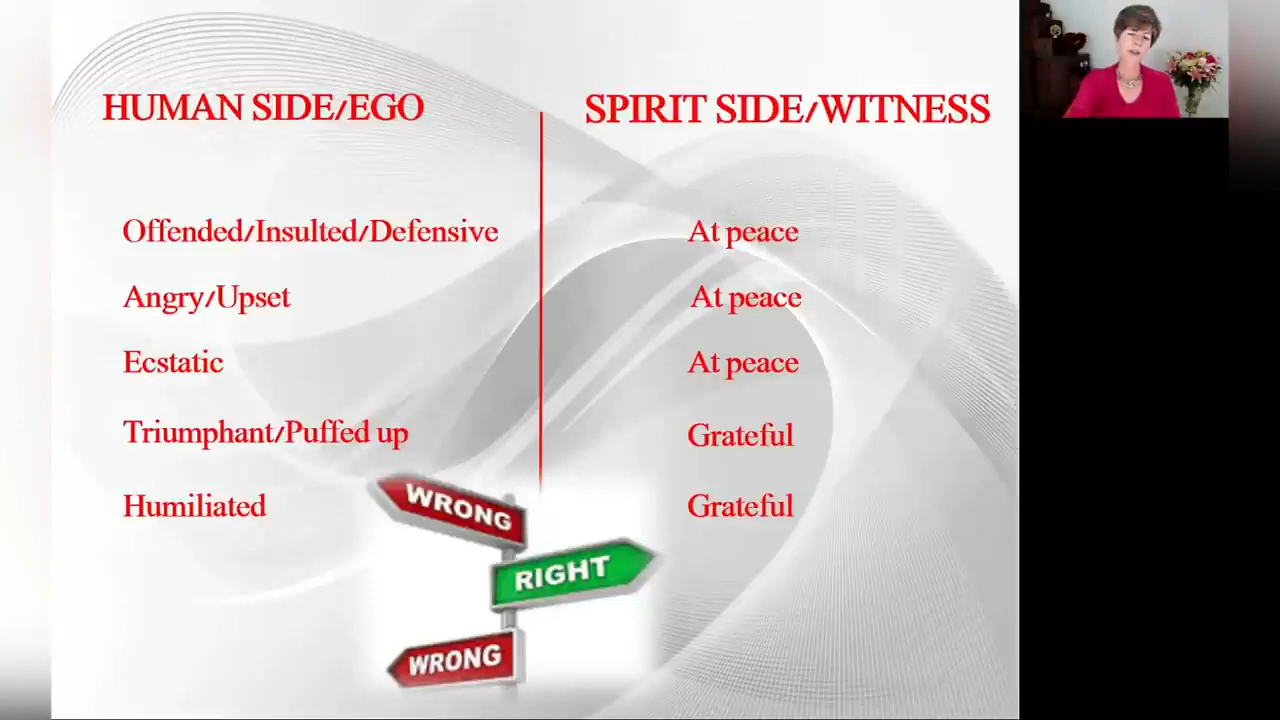 HUMAN SIDE/EGO
SPIRIT SIDE/WITNESS
Offended/Insulted/Defensive
At peace
Angry/Upset
At peace
Ecstatic
At peace
Triumphant/Puffed up
Grateful
Humiliated
Grateful
WRONG
RIGHT
WRONG